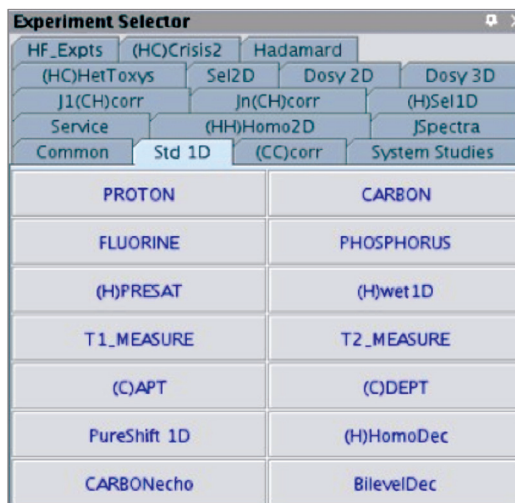 Experiment Selector
HF_Expts (HC)Crisis2 Hadamard
(HC)HetToxys Sel2D Dosy 2D Dosy 3D
J1(CH)corr Jn(CH)corr (H)Sel1D
Service (HH)Homo2D JSpectra
Common Std 1D (CC)corr System Studies
PROTON CARBON
FLUORINE PHOSPHORUS
(H)PRESAT (H)wet1D
T1_MEASURE T2_MEASURE
(C)APT (C)DEPT
PureShift 1D (H)HomoDec
CARBONecho BilevelDec